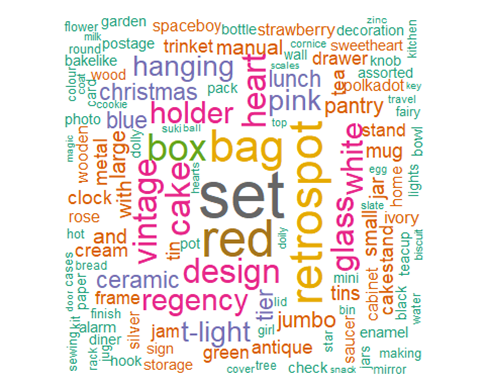 flower garden spaceboy bottle strawberry zinc
milk postage trinket manual wall decoration kitchen
round bakelike hanging heart cornice sweetheart
colour coat card wood christmas pack lunch scales drawer knob
cookie pink tea assorted polkadot
photo blue holder top pantry travel key fairy
magic wooden metal large dolly suki ball box bag retrospot white stand bowl
with vintage cake hearts set glass egg mug lights
clock jar home
rose tin red slate ivory
hot and pot dolly small teacup biscuit
cream design mini cakestand
door cases bread paper ceramic tier lid tins cabinet black water
frame regency bin
sewing kit finish silver jam t-light girl jumbo star saucer enamel
alarm diner sign green antique jars making
rack jug hook storage cover tree check snack mirror